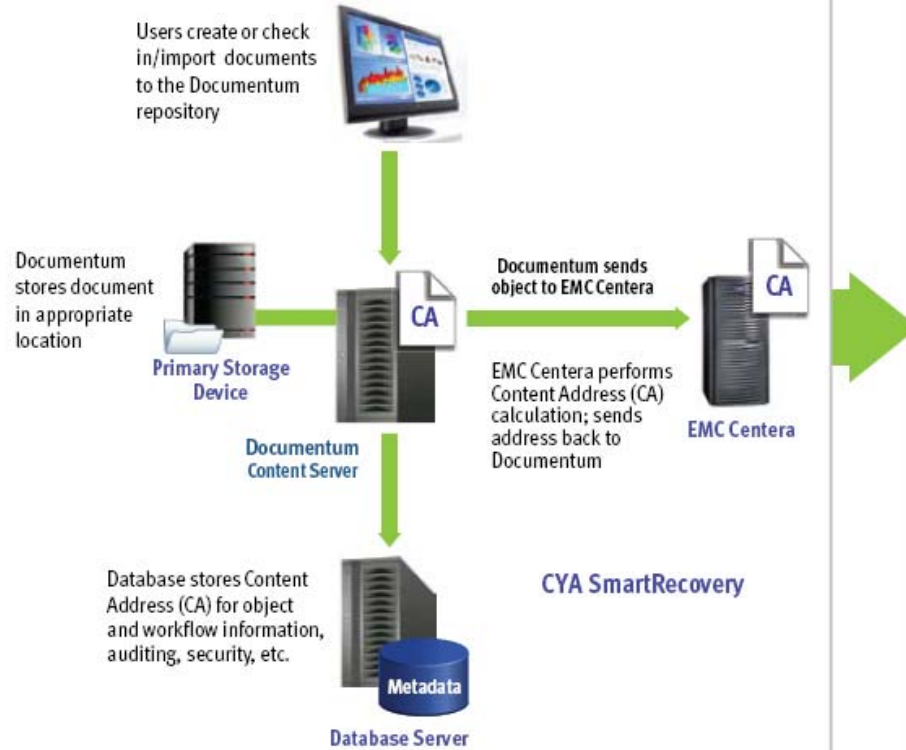 Users create or check
in/import documents
to the Documentum
repository
Documentum
stores document
in appropriate
location
Primary Storage
Device
CA
Documentum
Content Server
Documentum sends
object to EMC Centera
EMC Centera performs
Content Address (CA)
calculation; sends
address back to
Documentum
CA
EMC Centera
Database stores Content
Address (CA) for object
and workflow information,
auditing, security, etc.
Metadata
Database Server
CYA SmartRecovery